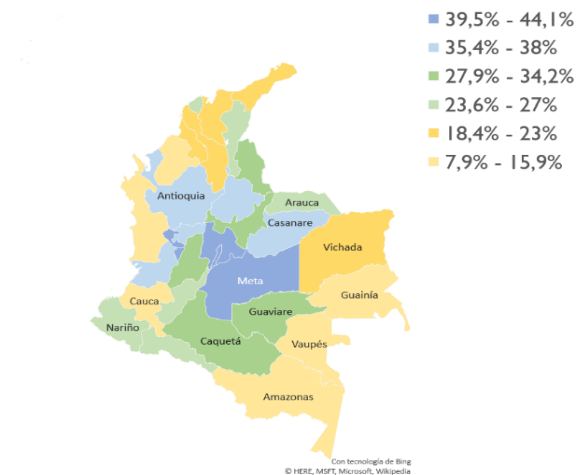 39,5% - 44,1%
35,4% - 38%
27,9% - 34,2%
23,6% - 27%
18,4% - 23%
7,9% - 15,9%
Antioquia
Arauca
Casanare
Vichada
Meta
Guainía
Cauca
Guaviare
Nariño
Caquetá
Vaupés
Amazonas
Con tecnología de Bing
© HERE, MSFT, Microsoft, Wikipedia